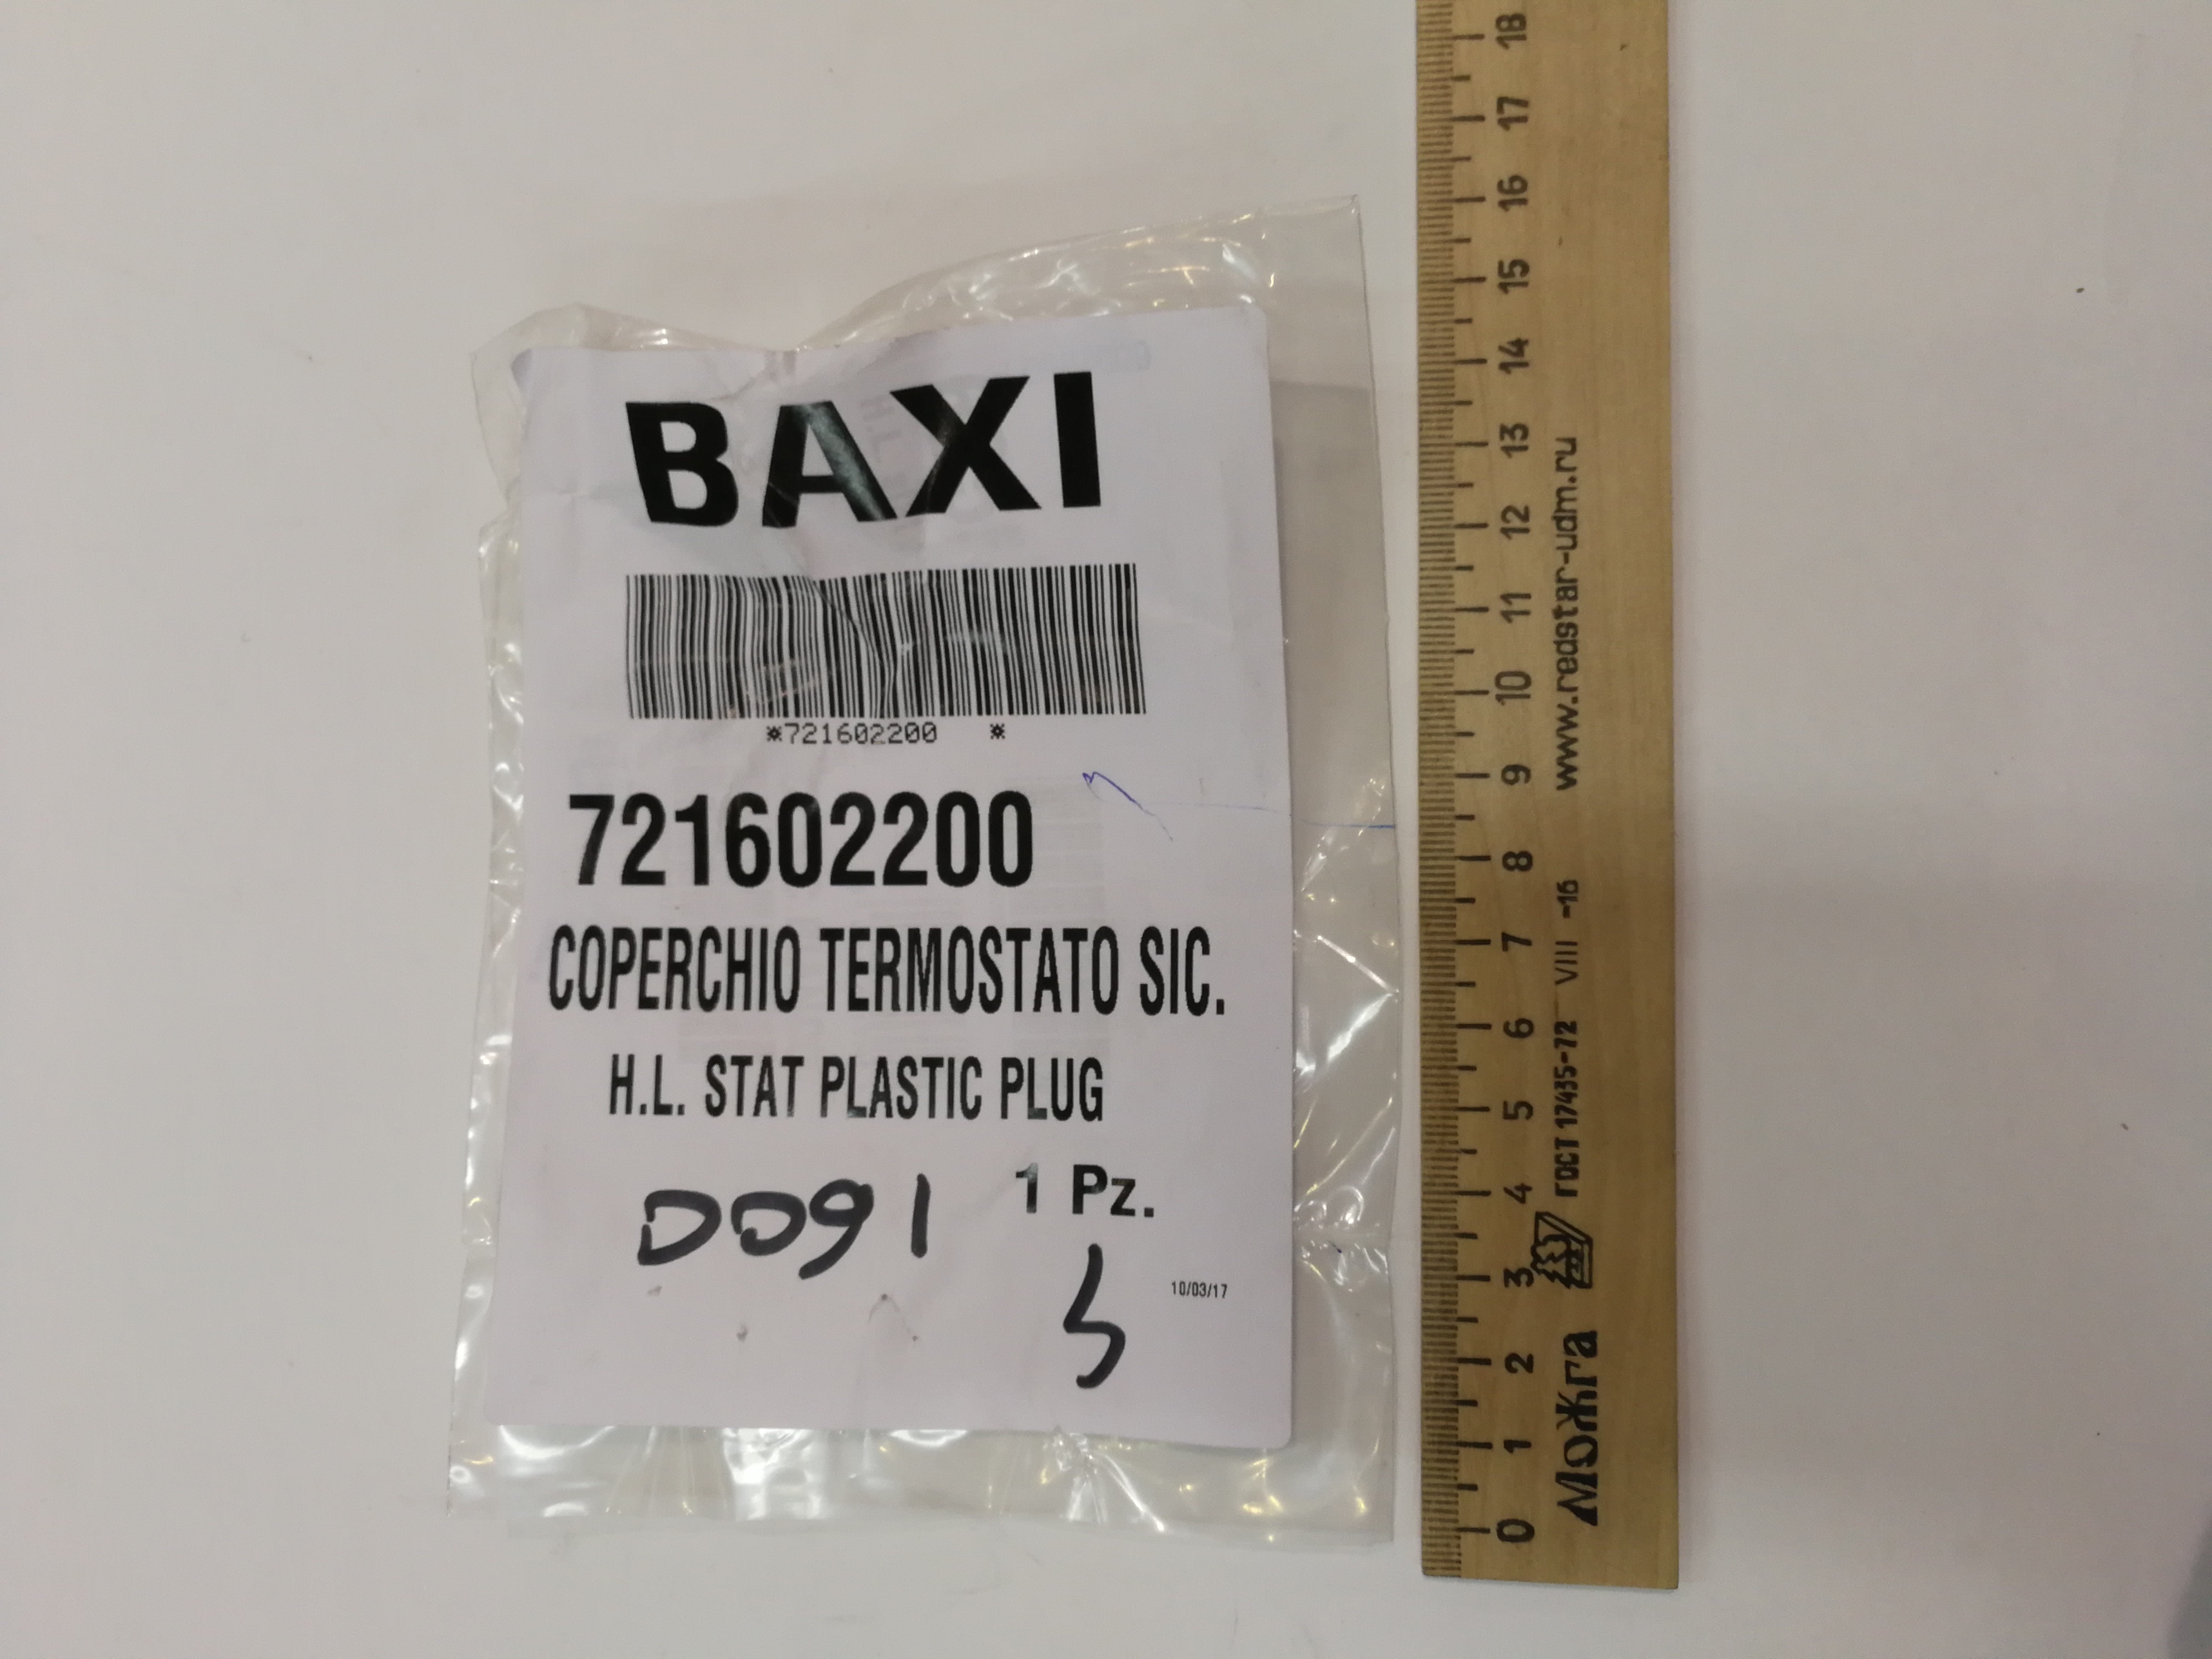 BAXI
*721602200 *
721602200
COPERCHIO TERMOSTATO SIC.
H.L. STAT PLASTIC PLUG
0091
1 Pz.
10/03/17
0 1 2 3 4 5 6 7 8 9 10 11 12 13 14 15 16 17 18
Можга ГОСТ 17435-72 VIII -16 www.redstar-udm.ru